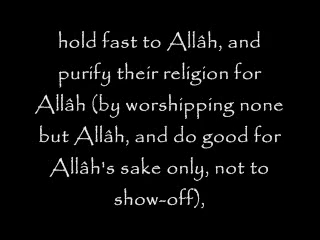 hold fast to Allâh, and
purify their religion for
Allâh (by worshipping none
but Allâh, and do good for
Allâh's sake only, not to
show-off),